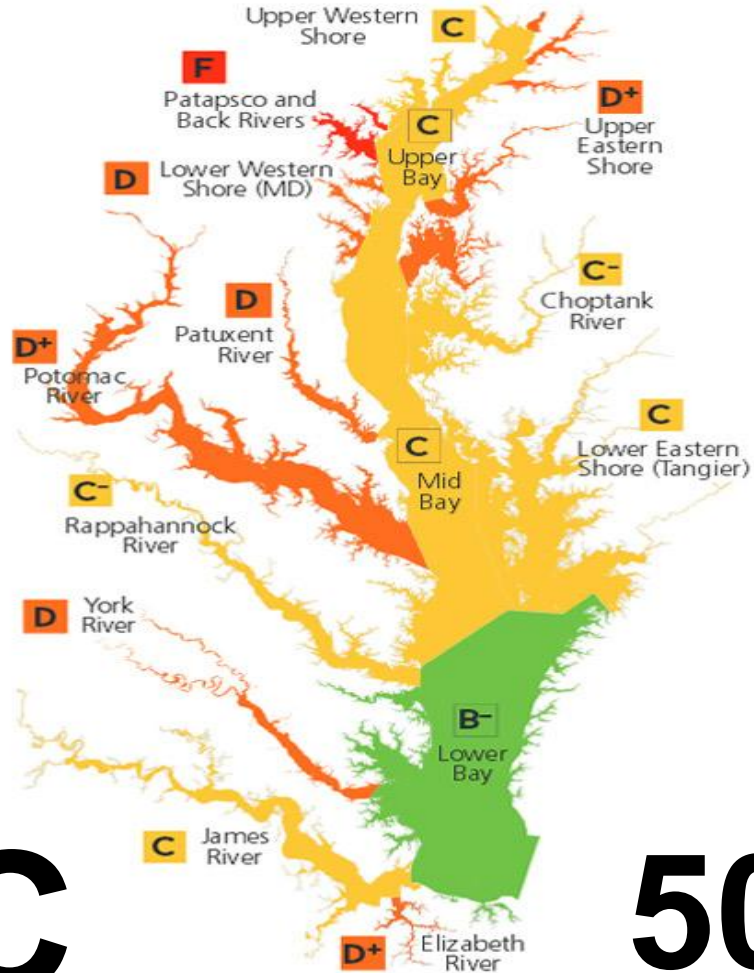 Upper Western
Shore
C
F
Patapsco and
Back Rivers
D+
Upper
Eastern
Shore
C
Upper
Bay
D
Lower Western
Shore (MD)
C-
Choptank
River
D
Patuxent
River
D+
Potomac
River
C
Lower Eastern
Shore (Tangier)
C
Mid
Bay
C-
Rappahannock
River
D
York
River
B-
Lower
Bay
C
James
River
D+
Elizabeth
River
C
50